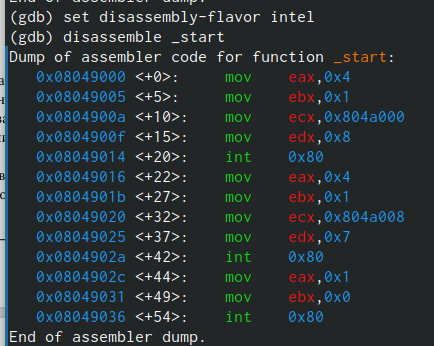 End of assembler dump.
(gdb) set disassembly-flavor intel
(gdb) disassemble _start
Dump of assembler code for function _start:
0x08049000 <+0>: mov eax,0x4
0x08049005 <+5>: mov ebx,0x1
0x0804900a <+10>: mov ecx,0x804a000
0x0804900f <+15>: mov edx,0x8
0x08049014 <+20>: int 0x80
0x08049016 <+22>: mov eax,0x4
0x0804901b <+27>: mov ebx,0x1
0x08049020 <+32>: mov ecx,0x804a008
0x08049025 <+37>: mov edx,0x7
0x0804902a <+42>: int 0x80
0x0804902c <+44>: mov eax,0x1
0x08049031 <+49>: mov ebx,0x0
0x08049036 <+54>: int 0x80
End of assembler dump.